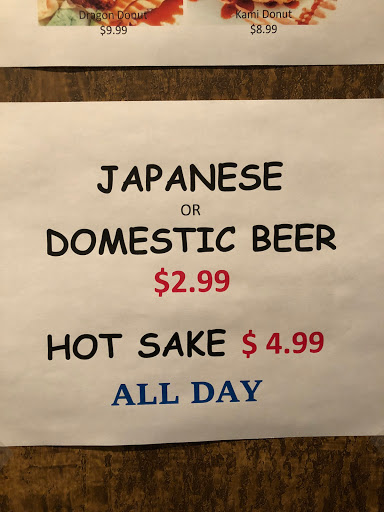 Dragon Donut
$9.99
Kami Donut
$8.99
JAPANESE
OR
DOMESTIC BEER
$2.99
HOT SAKE $ 4.99
ALL DAY